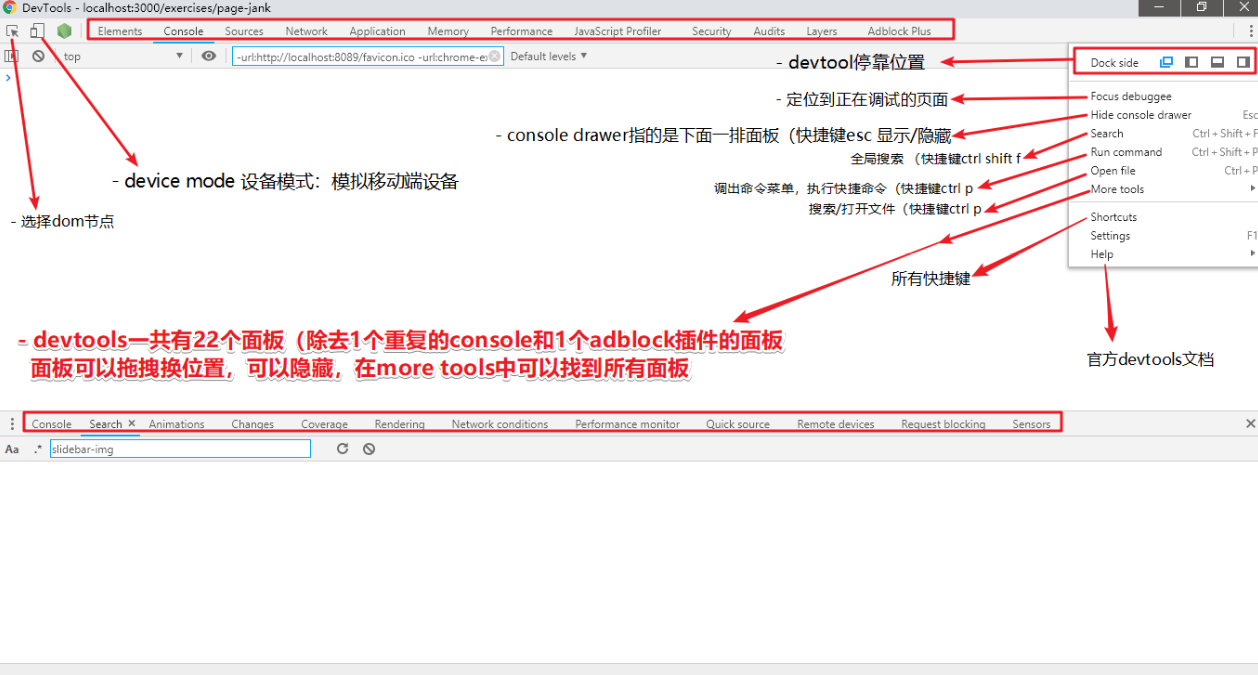 DevTools - localhost:3000/exercises/page-jank
Elements Console Sources Network Application Memory Performance JavaScript Profiler Security Audits Layers Adblock Plus
top -url:http://localhost:8089/favicon.ico -url:chrome-e Default levels
Dock side
- devtool停靠位置
- 定位到正在调试的页面
Focus debuggee
- console drawer指的是下面一排面板（快捷键esc 显示/隐藏
Hide console drawer Esc
全局搜索 （快捷键ctrl shift f
Search Ctrl + Shift + F
调出命令菜单，执行快捷命令（快捷键ctrl p
Run command Ctrl + Shift + P
搜索/打开文件（快捷键ctrl p
Open file Ctrl + P
More tools
- device mode 设备模式：模拟移动端设备
- 选择dom节点
Shortcuts
Settings F1
Help
所有快捷键
- devtools一共有22个面板（除去1个重复的console和1个adblock插件的面板
面板可以拖拽换位置，可以隐藏，在more tools中可以找到所有面板
官方devtools文档
Console Search × Animations Changes Coverage Rendering Network conditions Performance monitor Quick source Remote devices Request blocking Sensors
Aa .* slidebar-img